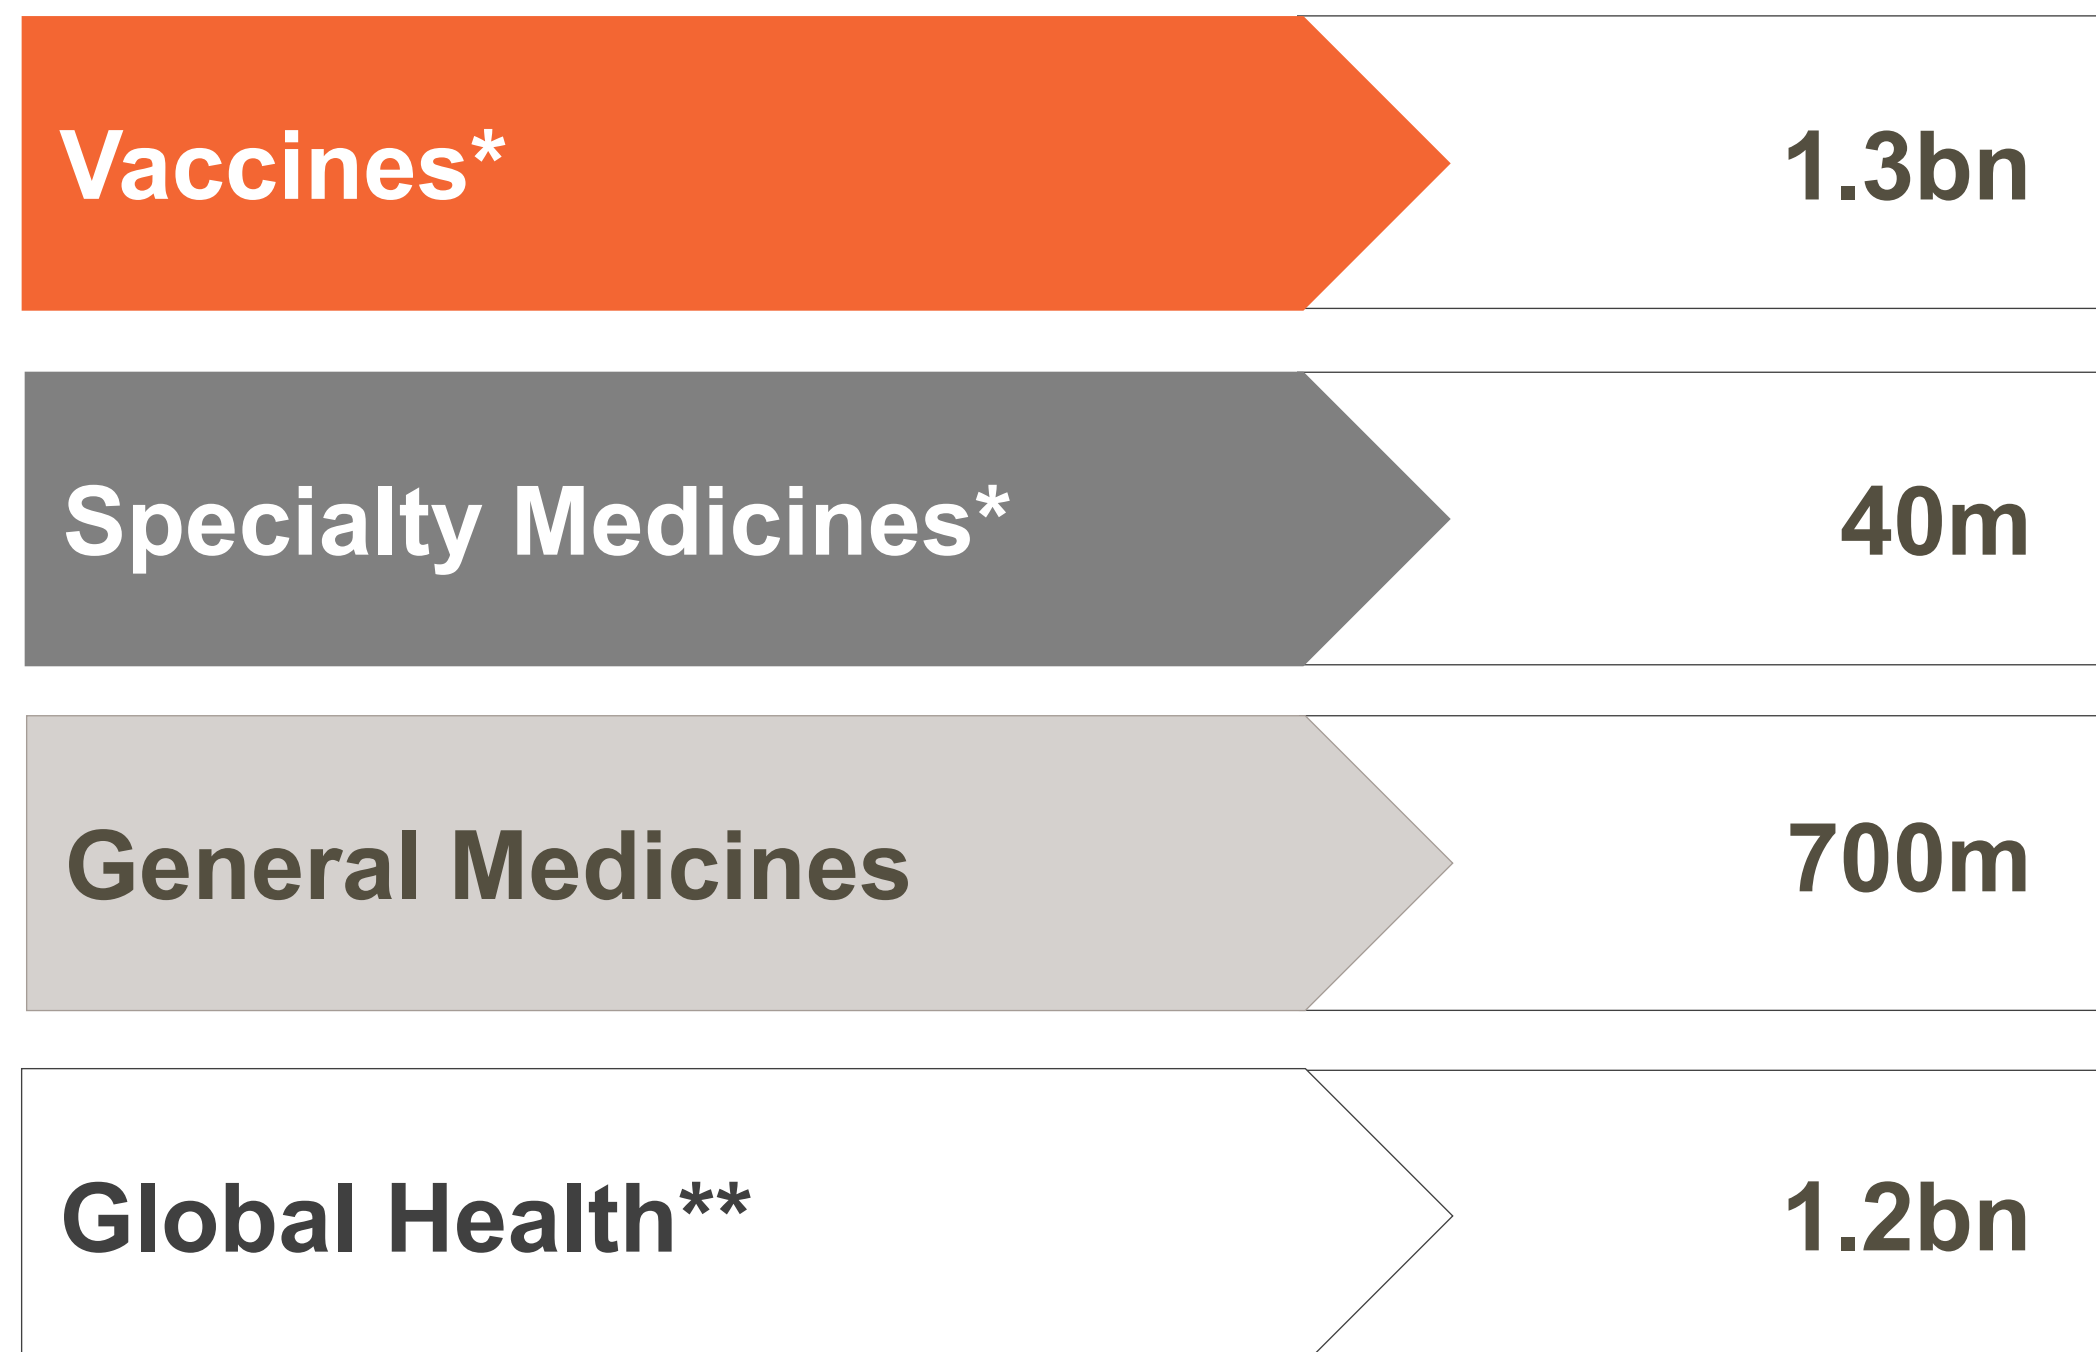 Vaccines* 1.3bn
Specialty Medicines* 40m
General Medicines 700m
Global Health** 1.2bn